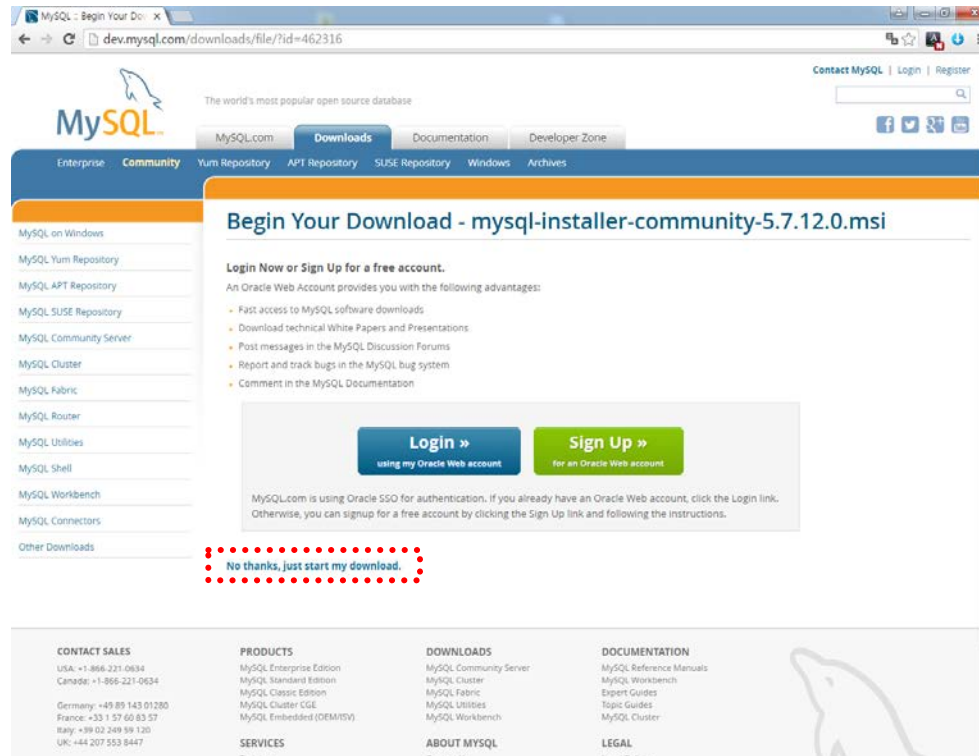 MySQL :: Begin Your Dov
dev.mysql.com/downloads/file/?id=462316
Contact MySQL | Login | Register
The world's most popular open source database
MySQL
MySQL.com Downloads Documentation Developer Zone
Enterprise Community Yum Repository APT Repository SUSE Repository Windows Archives
Begin Your Download - mysql-installer-community-5.7.12.0.msi
MySQL on Windows
MySQL Yum Repository
MySQL APT Repository
MySQL SUSE Repository
MySQL Community Server
MySQL Cluster
MySQL Fabric
MySQL Router
MySQL Utilities
MySQL Shell
MySQL Workbench
MySQL Connectors
Other Downloads
Login Now or Sign Up for a free account.
An Oracle Web Account provides you with the following advantages:
Fast access to MySQL software downloads
Download technical White Papers and Presentations
Post messages in the MySQL Discussion Forums
Report and track bugs in the MySQL bug system
Comment in the MySQL Documentation
Login »
using my Oracle Web account
Sign Up »
for an Oracle Web account
MySQL.com is using Oracle SSO for authentication. If you already have an Oracle Web account, click the Login link.
Otherwise, you can signup for a free account by clicking the Sign Up link and following the instructions.
No thanks, just start my download.
CONTACT SALES
USA: +1-866-221-0634
Canada: +1-866-221-0634
Germany: +49 89 143 01280
France: +33 1 57 60 83 57
Italy: +39 02 249 59 120
UK: +44 207 553 8447
PRODUCTS
MySQL Enterprise Edition
MySQL Standard Edition
MySQL Classic Edition
MySQL Cluster CGE
MySQL Embedded (OEM/ISV)
SERVICES
DOWNLOADS
MySQL Community Server
MySQL Cluster
MySQL Fabric
MySQL Utilities
MySQL Workbench
ABOUT MYSQL
DOCUMENTATION
MySQL Reference Manuals
MySQL Workbench
Expert Guides
Topic Guides
MySQL Cluster
LEGAL